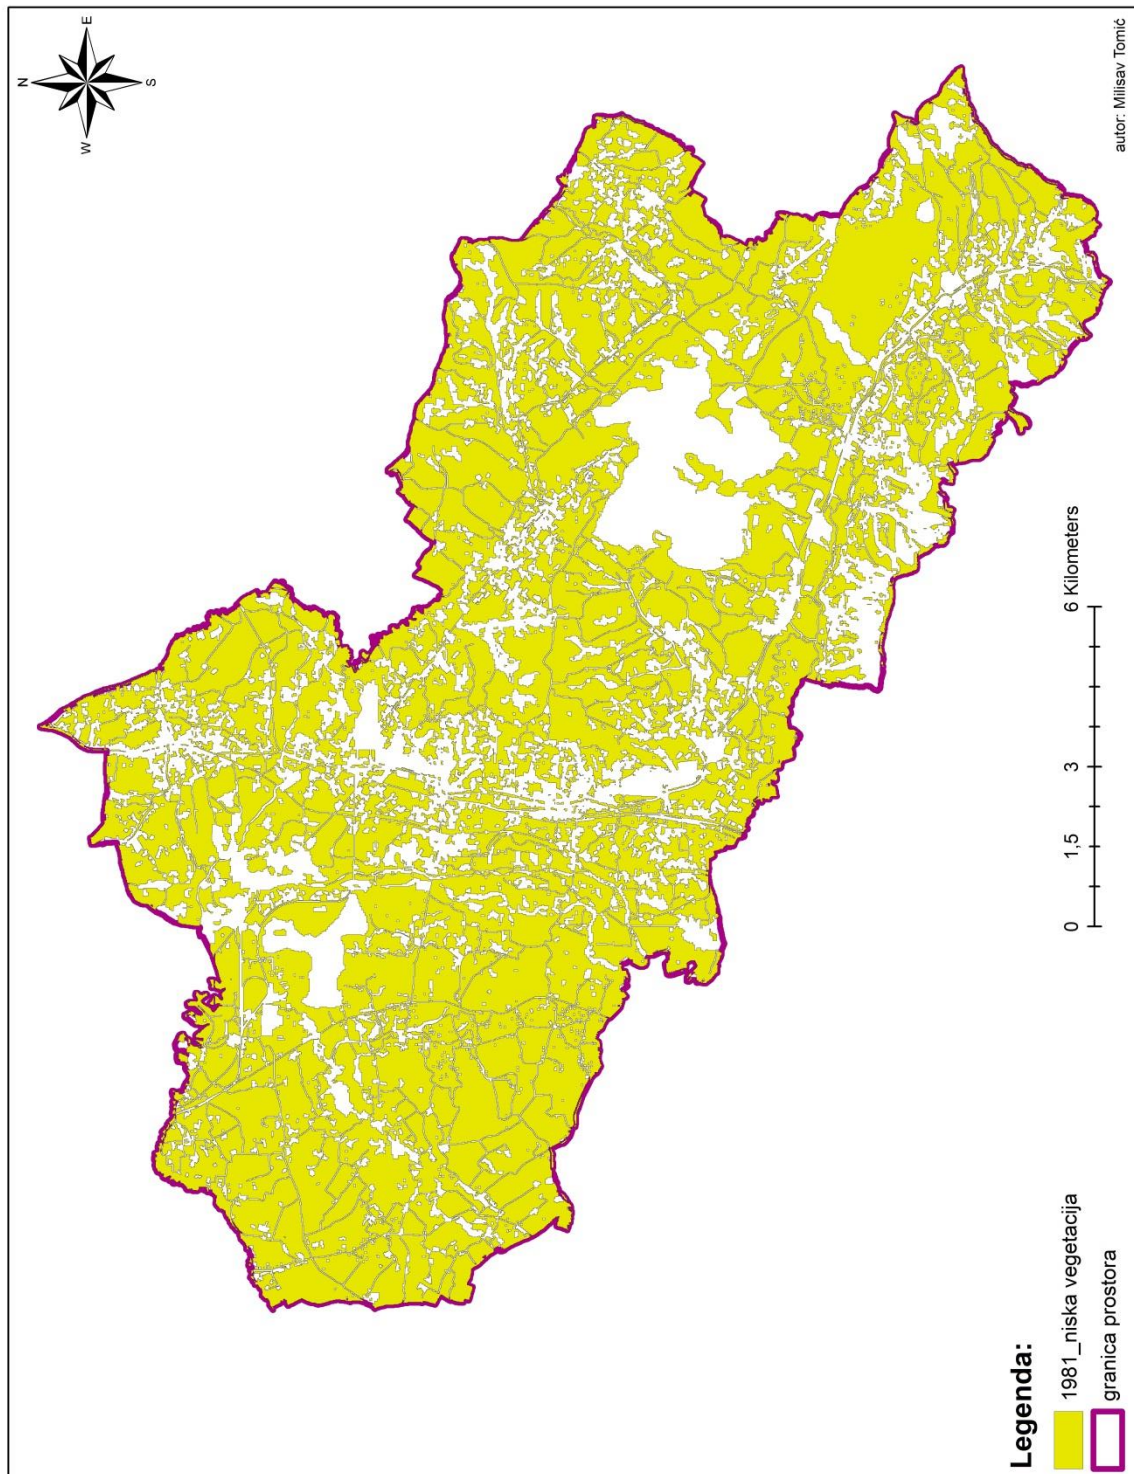 N
W
E
S
autor: Milisav Tomić
0
1,5
3
6 Kilometers
Legenda:
1981_niska vegetacija
granica prostora